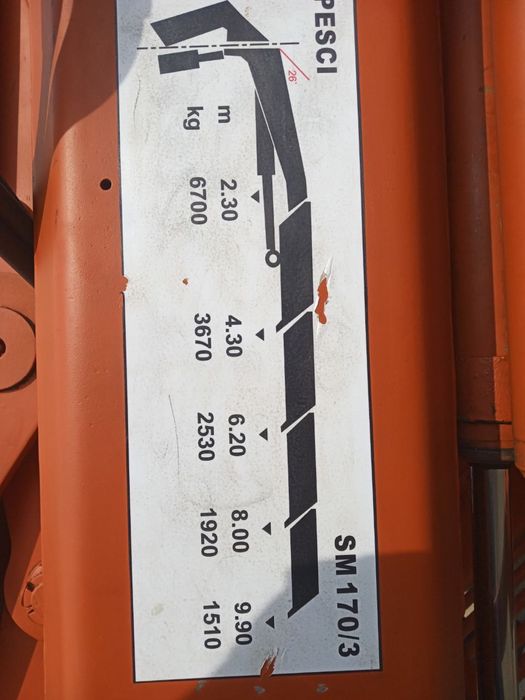 PESCI
SM170/3
26°
m 2.30 4.30 6.20 8.00 9.90
kg 6700 3670 2530 1920 1510